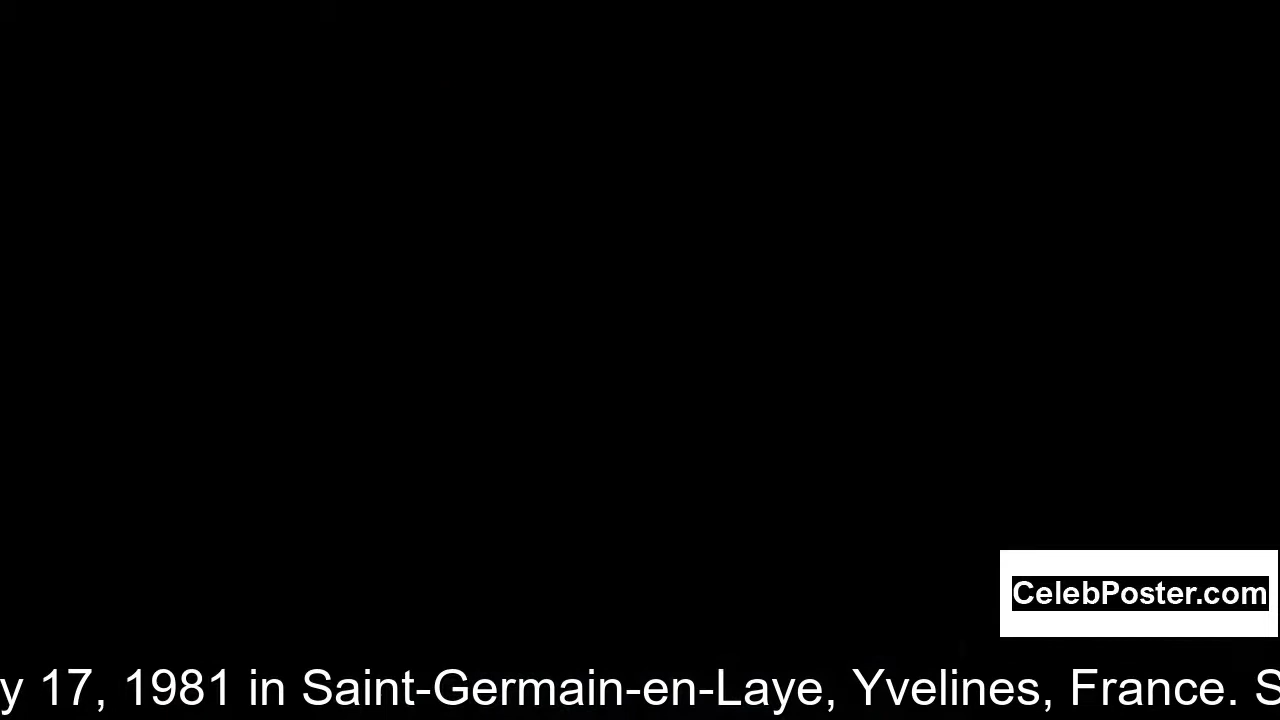 CelebPoster.com
y 17, 1981 in Saint-Germain-en-Laye, Yvelines, France. S